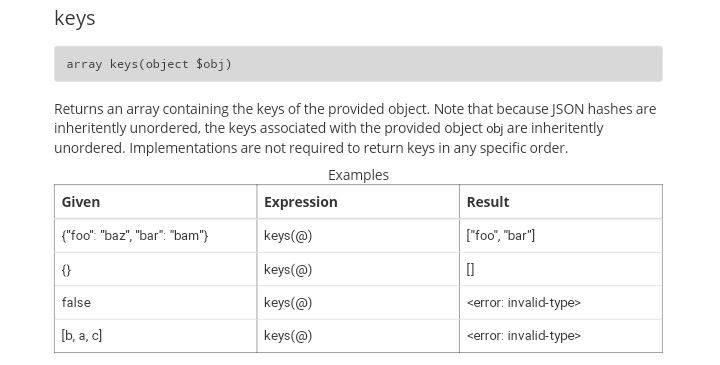 keys
array keys(object $obj)
Returns an array containing the keys of the provided object. Note that because JSON hashes are
inheritently unordered, the keys associated with the provided object obj are inheritently
unordered. Implementations are not required to return keys in any specific order.
Examples
Given Expression Result
{"foo": "baz", "bar": "bam"} keys(@) ["foo", "bar"]
{} keys(@) []
false keys(@) <error: invalid-type>
[b, a, c] keys(@) <error: invalid-type>